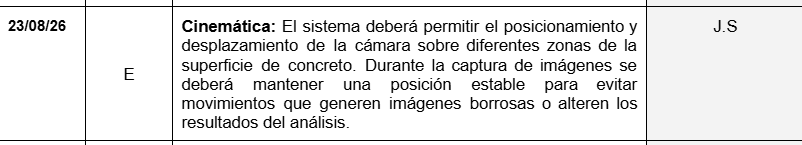 23/08/26
E
Cinemática: El sistema deberá permitir el posicionamiento y
desplazamiento de la cámara sobre diferentes zonas de la
superficie de concreto. Durante la captura de imágenes se
deberá mantener una posición estable para evitar
movimientos que generen imágenes borrosas o alteren los
resultados del análisis.
J.S